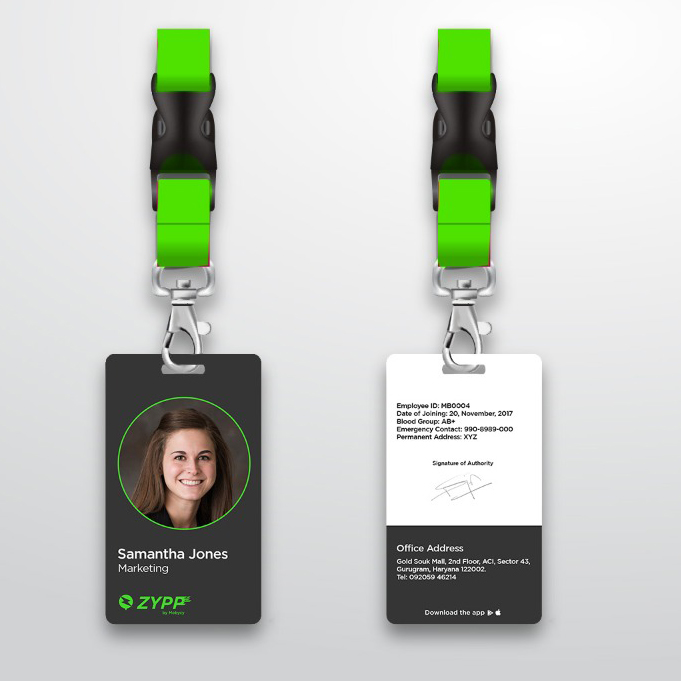 Samantha Jones
Marketing
ZYPP
by Mobycy
Employee ID: MB0004
Date of Joining: 20, November, 2017
Blood Group: AB+
Emergency Contact: 990-8989-000
Permanent Address: XYZ
Signature of Authority
Office Address
Gold Souk Mall, 2nd Floor, ACI, Sector 43,
Gurugram, Haryana 122002.
Tel: 092059 46214
Download the app